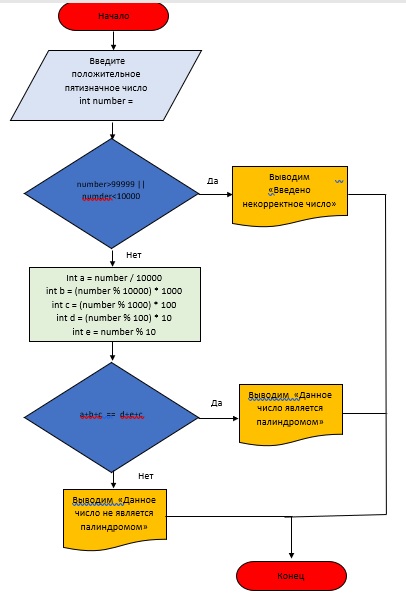 Начало
Введите
положительное
пятизначное число
int number =
number>99999 ||
number<10000
Да
Выводим
«Введено
некорректное число»
Нет
Int a = number / 10000
int b = (number % 10000) * 1000
int c = (number % 1000) * 100
int d = (number % 100) * 10
int e = number % 10
a+b+c == d+e+c
Да
Выводим «Данное
число является
палиндромом»
Нет
Выводим «Данное
число не является
палиндромом»
Конец